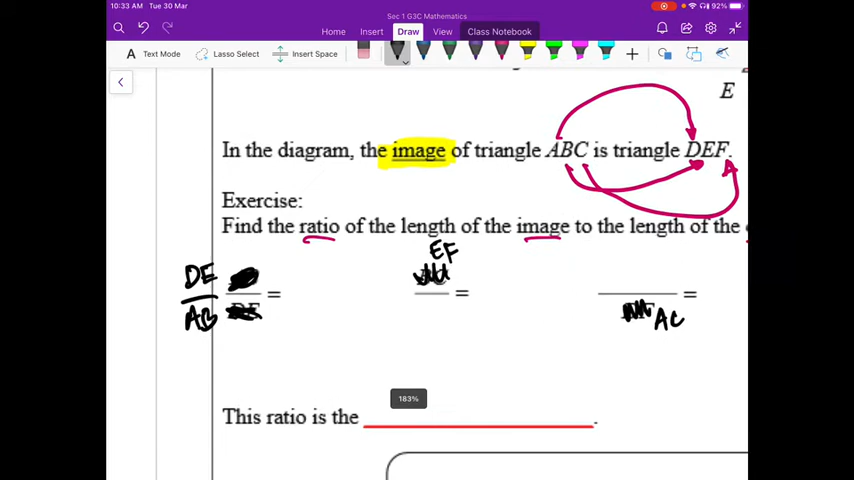 10:33 AM Tue 30 Mar
92%
Sec 1 G3C Mathematics
Home Insert Draw View Class Notebook
A Text Mode Lasso Select Insert Space
E
In the diagram, the image of triangle ABC is triangle DEF.
Exercise:
Find the ratio of the length of the image to the length of the
DE
AB
=
EF
=
=
AC
183%
This ratio is the .